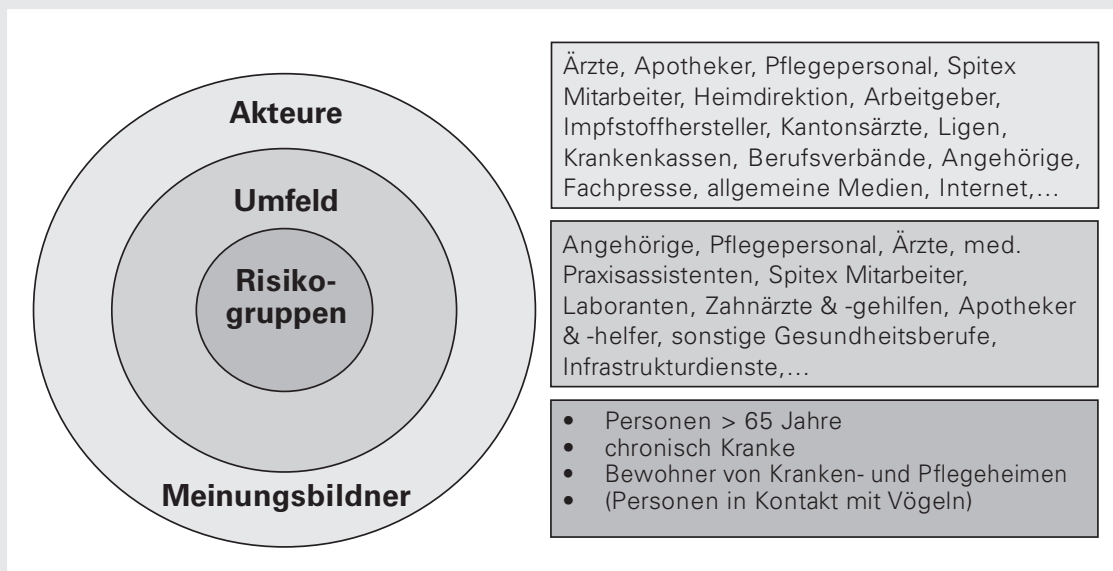 Akteure
Umfeld
Risiko-
gruppen
Meinungsbildner
Ärzte, Apotheker, Pflegepersonal, Spitex
Mitarbeiter, Heimdirektion, Arbeitgeber,
Impfstoffhersteller, Kantonsärzte, Ligen,
Krankenkassen, Berufsverbände, Angehörige,
Fachpresse, allgemeine Medien, Internet,…
Angehörige, Pflegepersonal, Ärzte, med.
Praxisassistenten, Spitex Mitarbeiter,
Laboranten, Zahnärzte & -gehilfen, Apotheker
& -helfer, sonstige Gesundheitsberufe,
Infrastrukturdienste,…
• Personen > 65 Jahre
• chronisch Kranke
• Bewohner von Kranken- und Pflegeheimen
• (Personen in Kontakt mit Vögeln)